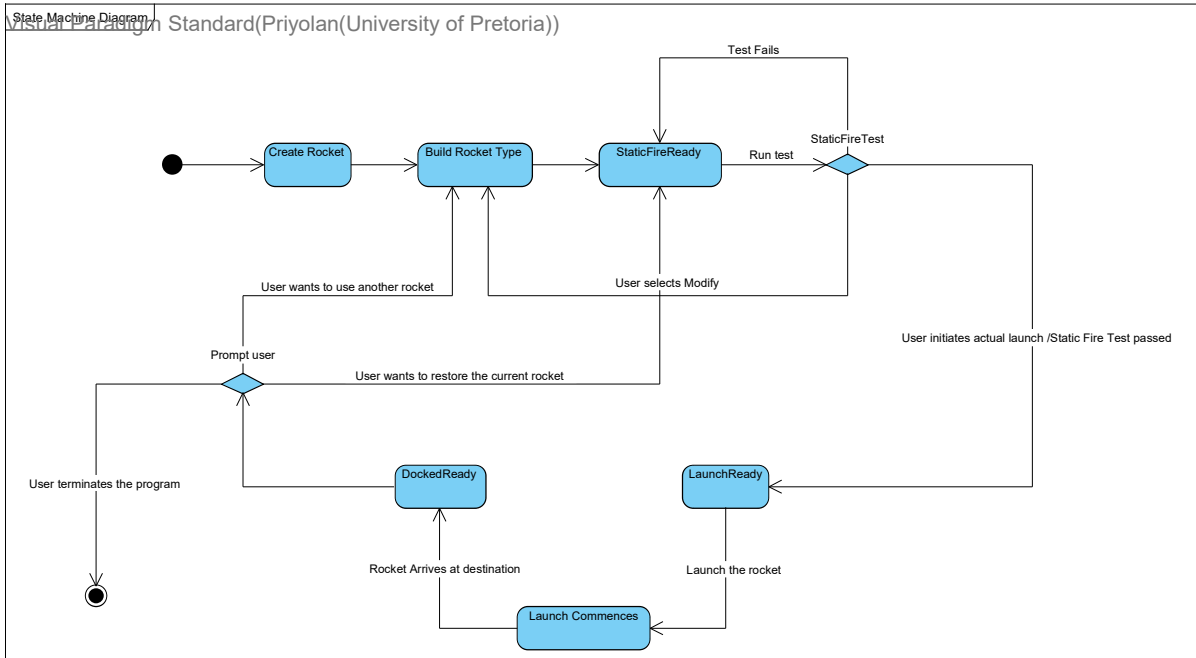 State Machine Diagram
Visual Paradigm Standard(Priyolan(University of Pretoria))
Test Fails
StaticFireTest
Create Rocket
Build Rocket Type
StaticFireReady
Run test
User wants to use another rocket
User selects Modify
User initiates actual launch /Static Fire Test passed
Prompt user
User wants to restore the current rocket
User terminates the program
DockedReady
LaunchReady
Rocket Arrives at destination
Launch the rocket
Launch Commences